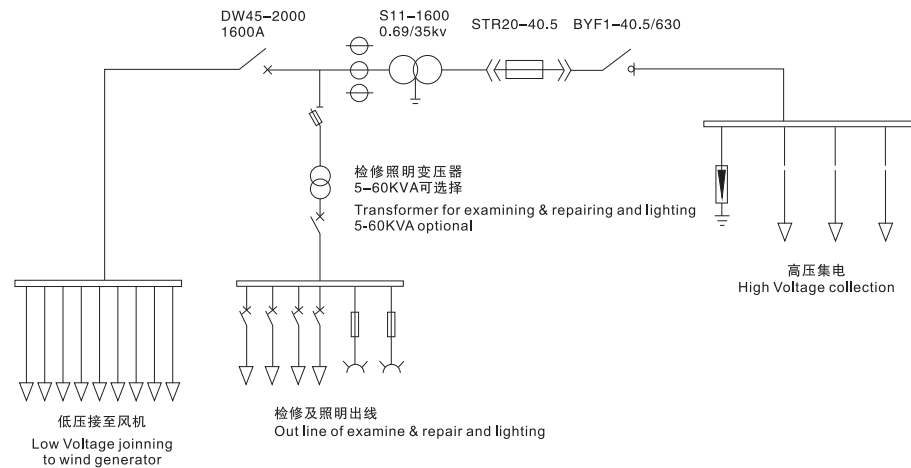 DW45-2000
1600A
S11-1600
0.69/35kv
STR20-40.5
BYF1-40.5/630
检修照明变压器
5-60KVA可选择
Transformer for examining & repairing and lighting
5-60KVA optional
高压集电
High Voltage collection
低压接至风机
Low Voltage joinning
to wind generator
检修及照明出线
Out line of examine & repair and lighting